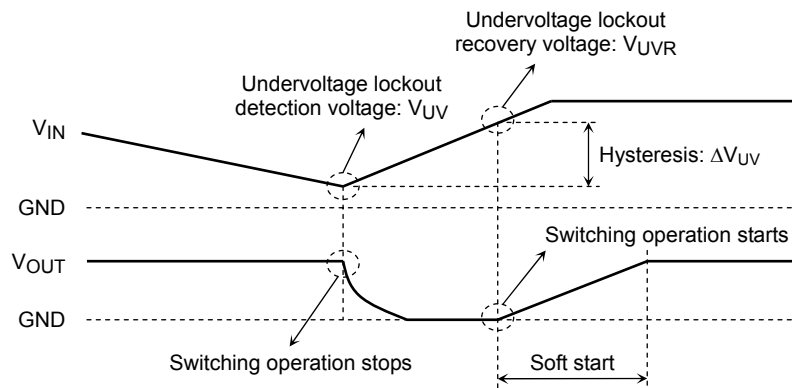 Undervoltage lockout
recovery voltage: VUVR
Undervoltage lockout
detection voltage: VUV
VIN
Hysteresis: ΔVUV
GND
Switching operation starts
VOUT
GND
Switching operation stops
Soft start